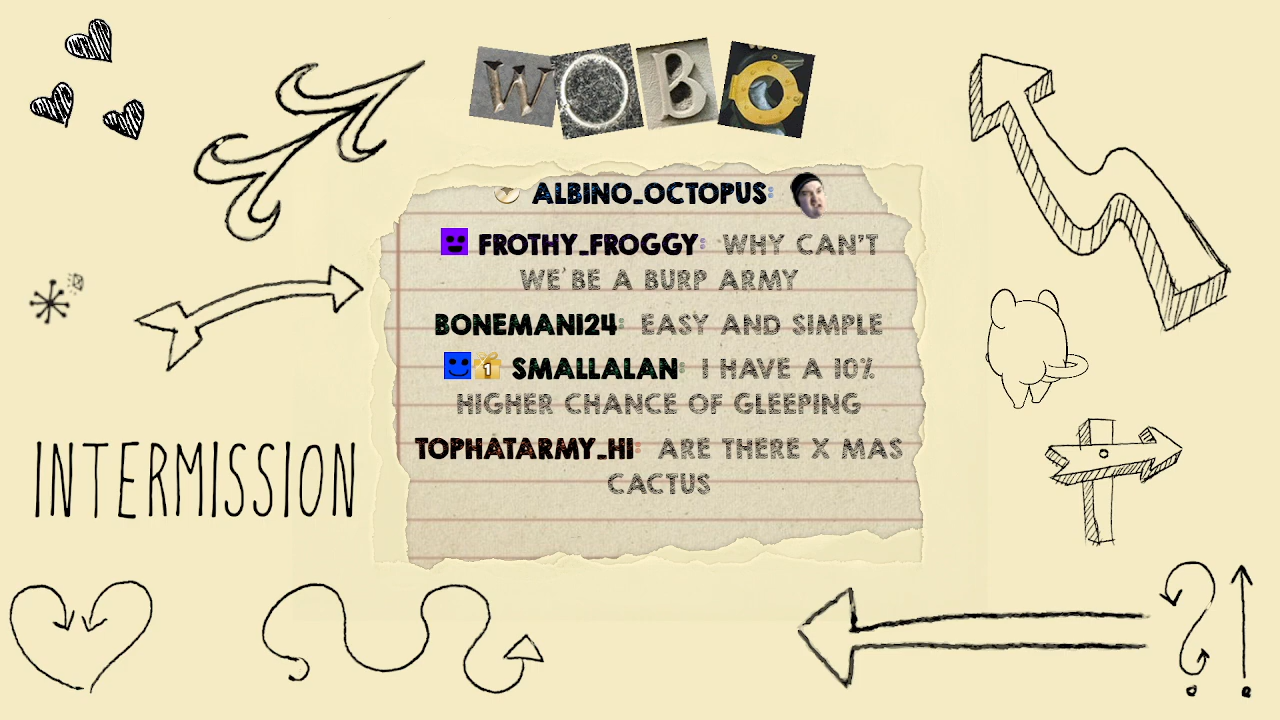 WOBO
ALBINO_OCTOPUS:
FROTHY_FROGGY: WHY CAN'T
WE BE A BURP ARMY
BONEMAN124: EASY AND SIMPLE
1 SMALLALAN: I HAVE A 10%
HIGHER CHANCE OF GLEEPING
TOPHATARMY_HI: ARE THERE X MAS
CACTUS
INTERMISSION
?!